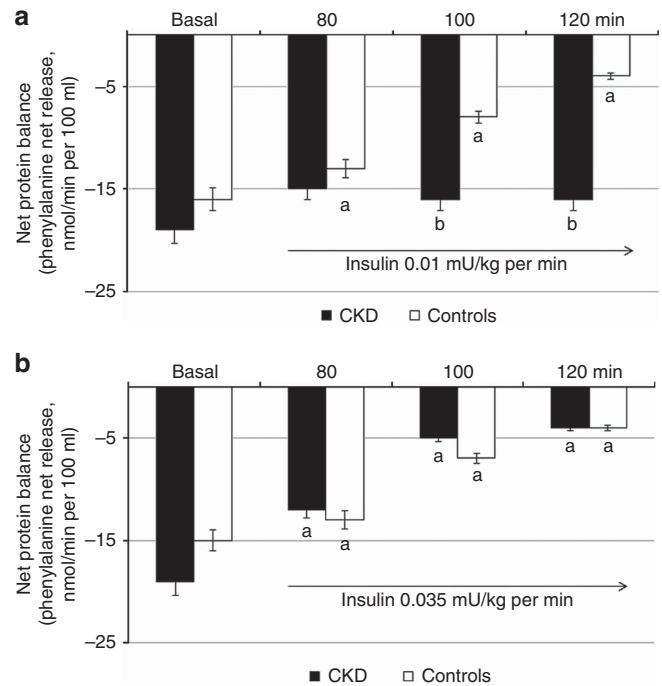 a
Basal 80 100 120 min
Net protein balance
(phenylalanine net release,
nmol/min per 100 ml)
−5
−15
−25
a
a
a
b
b
Insulin 0.01 mU/kg per min
CKD Controls
b
Basal 80 100 120 min
Net protein balance
(phenylalanine net release,
nmol/min per 100 ml)
−5
−15
−25
a a
a a
a a
Insulin 0.035 mU/kg per min
CKD Controls